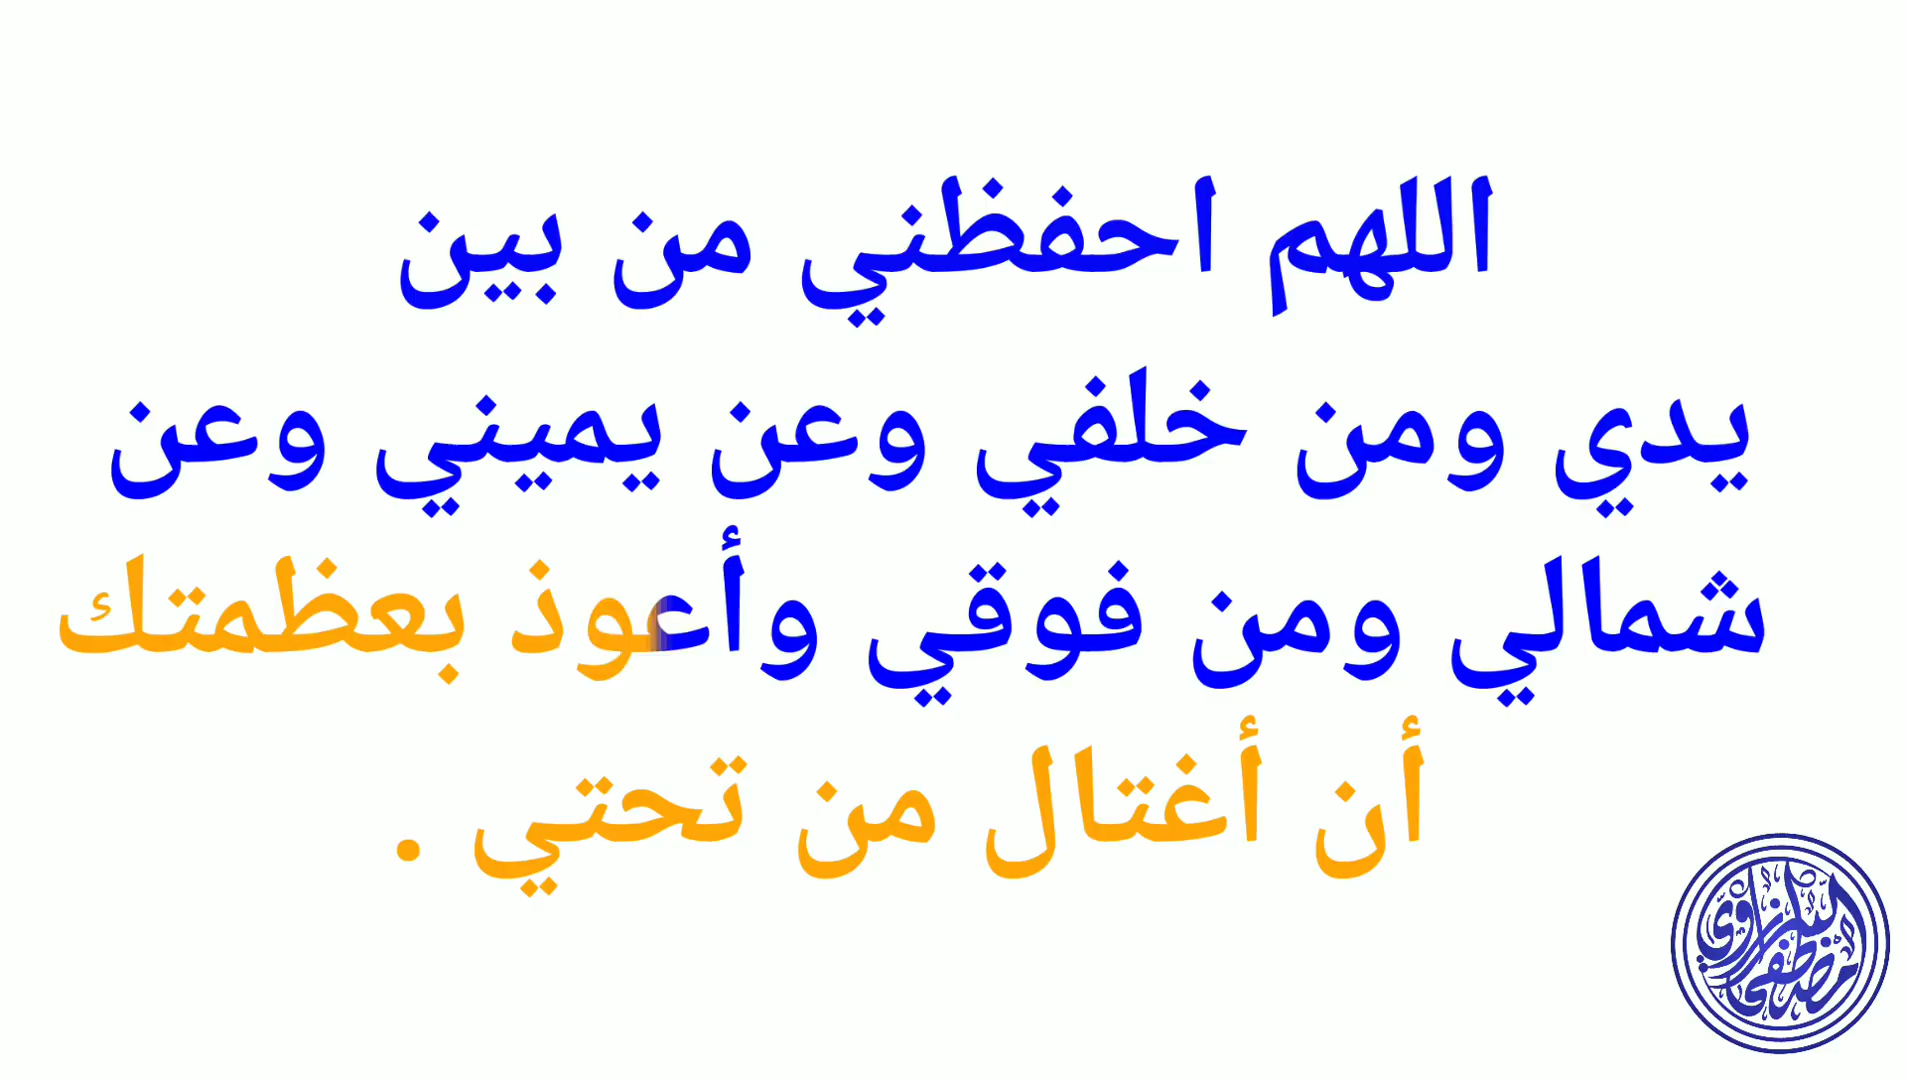 اللهم احفظني من بين
يدي ومن خلفي وعن يميني وعن
شمالي ومن فوقي وأعوذ بعظمتك
أن أغتال من تحتي .